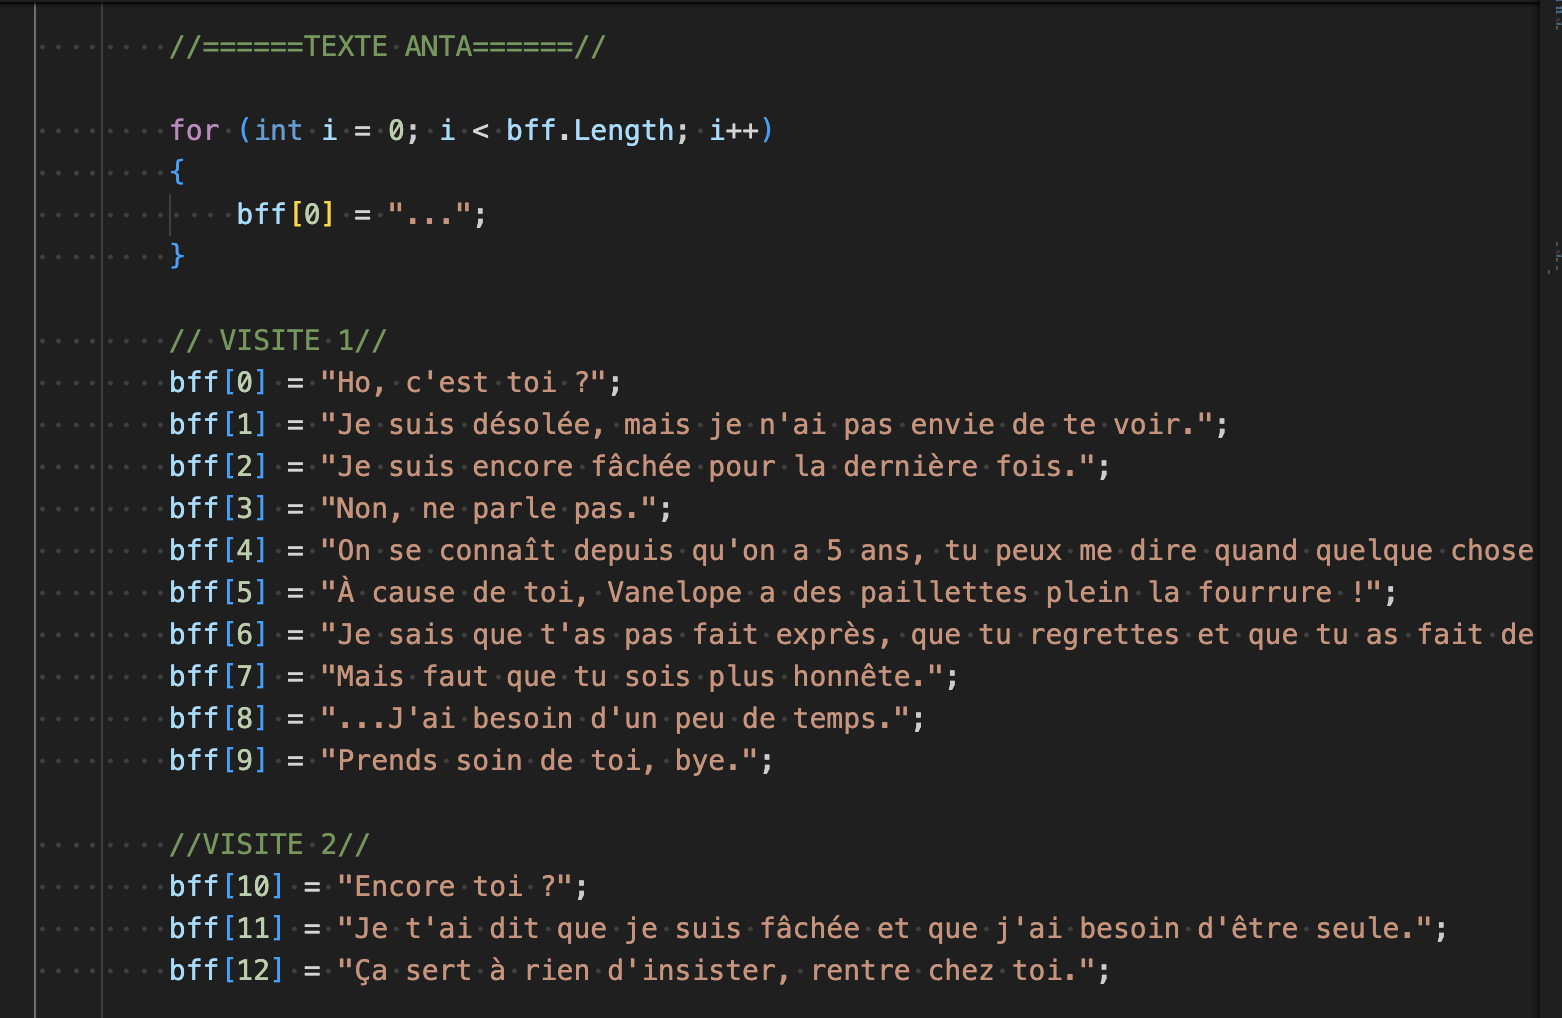 //======TEXTE ANTA======//
for (int i = 0; i < bff.Length; i++)
{
bff[0] = "...";
}
// VISITE 1//
bff[0] = "Ho, c'est toi ?";
bff[1] = "Je suis désolée, mais je n'ai pas envie de te voir.";
bff[2] = "Je suis encore fâchée pour la dernière fois.";
bff[3] = "Non, ne parle pas.";
bff[4] = "On se connaît depuis qu'on a 5 ans, tu peux me dire quand quelque chose
bff[5] = "À cause de toi, Vanelope a des paillettes plein la fourrure !";
bff[6] = "Je sais que t'as pas fait exprès, que tu regrettes et que tu as fait de
bff[7] = "Mais faut que tu sois plus honnête.";
bff[8] = "...J'ai besoin d'un peu de temps.";
bff[9] = "Prends soin de toi, bye.";
//VISITE 2//
bff[10] = "Encore toi ?";
bff[11] = "Je t'ai dit que je suis fâchée et que j'ai besoin d'être seule.";
bff[12] = "Ça sert à rien d'insister, rentre chez toi.";